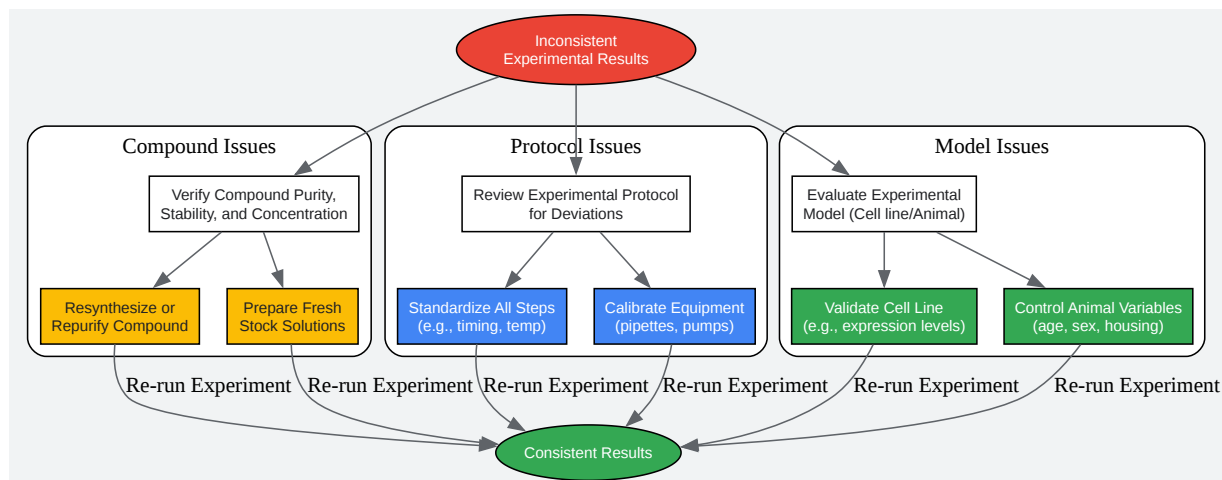 Inconsistent
Experimental Results
Compound Issues
Protocol Issues
Model Issues
Verify Compound Purity,
Stability, and Concentration
Review Experimental Protocol
for Deviations
Evaluate Experimental
Model (Cell line/Animal)
Resynthesize or
Repurify Compound
Prepare Fresh
Stock Solutions
Standardize All Steps
(e.g., timing, temp)
Calibrate Equipment
(pipettes, pumps)
Validate Cell Line
(e.g., expression levels)
Control Animal Variables
(age, sex, housing)
Re-run Experiment
Re-run Experiment
Re-run Experiment
Re-run Experiment
Re-run Experiment
Re-run Experiment
Consistent Results